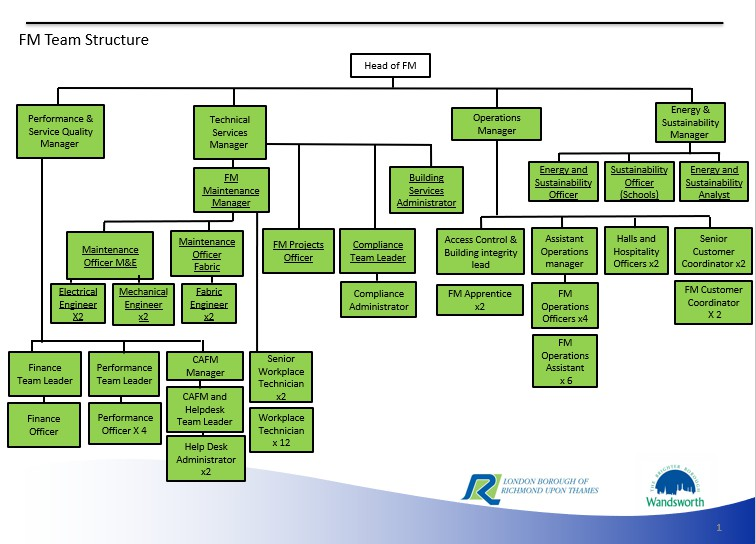 FM Team Structure
Head of FM
Performance &
Service Quality
Manager
Technical
Services
Manager
Operations
Manager
Energy &
Sustainability
Manager
FM
Maintenance
Manager
Building
Services
Administrator
Energy and
Sustainability
Officer
Sustainability
Officer
(Schools)
Energy and
Sustainability
Analyst
Maintenance
Officer M&E
Maintenance
Officer
Fabric
FM Projects
Officer
Compliance
Team Leader
Access Control &
Building integrity
lead
Assistant
Operations
manager
Halls and
Hospitality
Officers x2
Senior
Customer
Coordinator x2
Electrical
Engineer
X2
Mechanical
Engineer
x2
Fabric
Engineer
x2
Compliance
Administrator
FM Apprentice
x2
FM
Operations
Officers x4
FM Customer
Coordinator
X 2
FM
Operations
Assistant
x 6
Finance
Team Leader
Performance
Team Leader
CAFM
Manager
Senior
Workplace
Technician
x2
Finance
Officer
Performance
Officer X 4
CAFM and
Helpdesk
Team Leader
Workplace
Technician
x 12
Help Desk
Administrator
x2
LONDON BOROUGH OF
RICHMOND UPON THAMES
THE BRIGHTER BOROUGH
Wandsworth
1